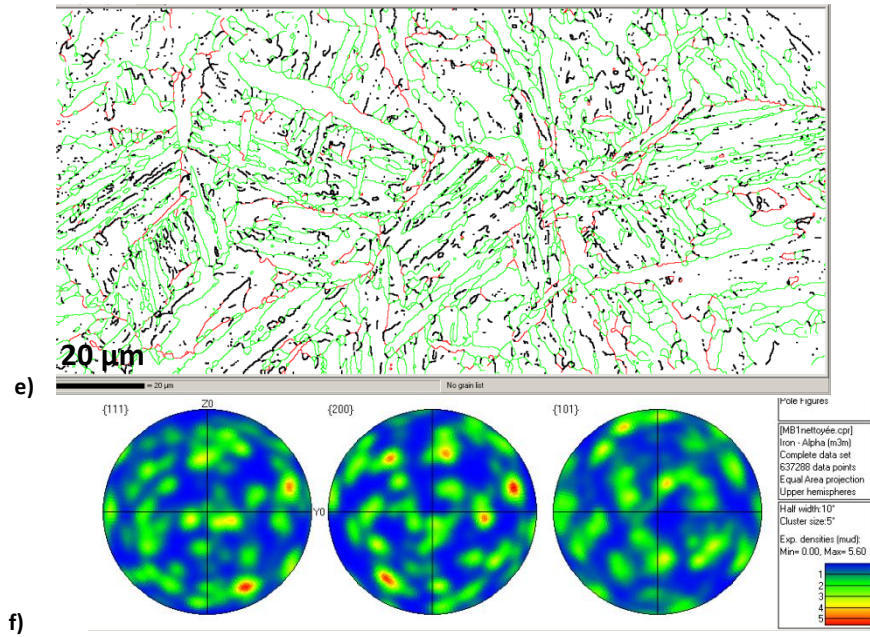 20 µm
e)
= 20 µm
No grain list
{111}
Z0
{200}
{101}
Y0
Pole Figures
[MB1nettoyée.cpr]
Iron - Alpha (m3m)
Complete data set
637288 data points
Equal Area projection
Upper hemispheres
Half width:10°
Cluster size:5°
Exp. densities (mud):
Min= 0.00, Max= 5.60
1
2
3
4
5
f)